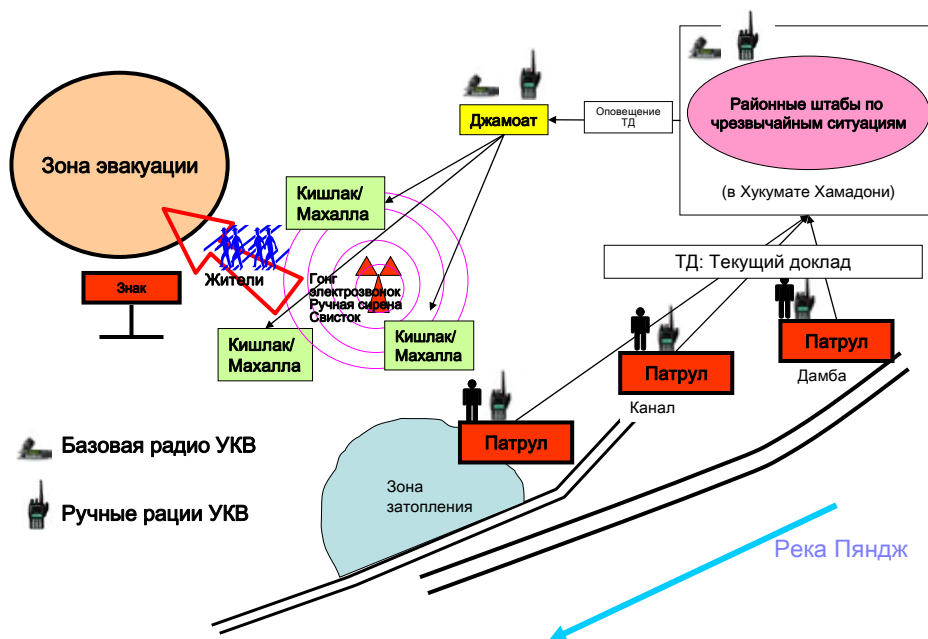 Районные штабы по
чрезвычайным ситуациям
(в Хукумате Хамадони)
Оповещение
ТД
Джамоат
Зона эвакуации
Кишлак/
Махалла
Жители
Знак
Гонг
электрозвонок
Ручная сирена
Свисток
Кишлак/
Махалла
Кишлак/
Махалла
ТД: Текущий доклад
Патрул
Дамба
Патрул
Канал
Патрул
Зона
затопления
Базовая радио УКВ
Ручные рации УКВ
Река Пяндж